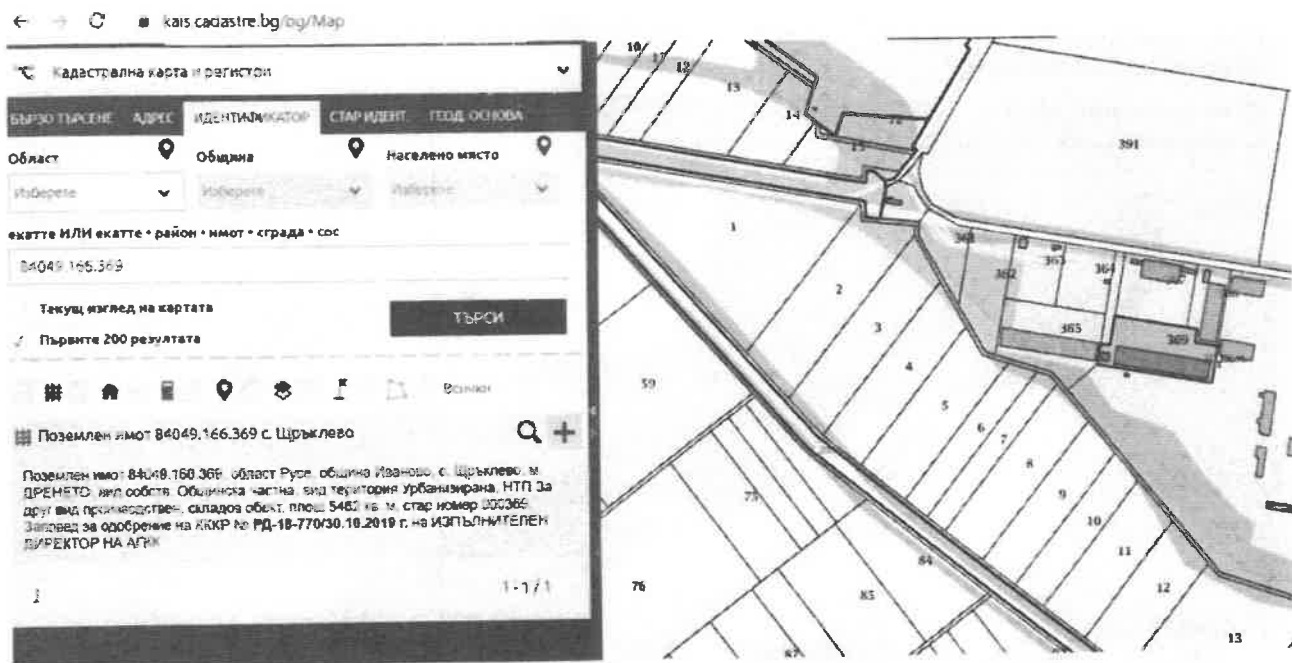 kais.cadastre.bg/bg/Map
Кадастрална карта и регистри
БЪРЗО ТЪРСЕНЕ АДРЕС ИДЕНТИФИКАТОР СТАР ИДЕНТ. ГЕОД. ОСНОВА
Област Община Населено място
Изберете Изберете Изберете
екатте ИЛИ екатте • район • имот • сграда • сос
84049.166.369
Текущ изглед на картата
ТЪРСИ
Първите 200 резултата
Всички
Поземлен имот 84049.166.369 с. Щръклево
Поземлен имот 84049.166.369, област Русе, община Иваново, с. Щръклево, м.
ДРЕНЕТО, вид собств. Общинска частна, вид територия Урбанизирана, НТП За
друг вид производствен, складов обект, площ 5462 кв. м, стар номер 000369,
Заповед за одобрение на КККР № РД-18-770/30.10.2019 г. на ИЗПЪЛНИТЕЛЕН
ДИРЕКТОР НА АГКК
1
1 - 1 / 1
10
11
12
13
14
15
72
391
1
2
3
4
5
6
7
8
9
10
11
12
13
361
362
363
364
365
369
59
75
76
84
85
87